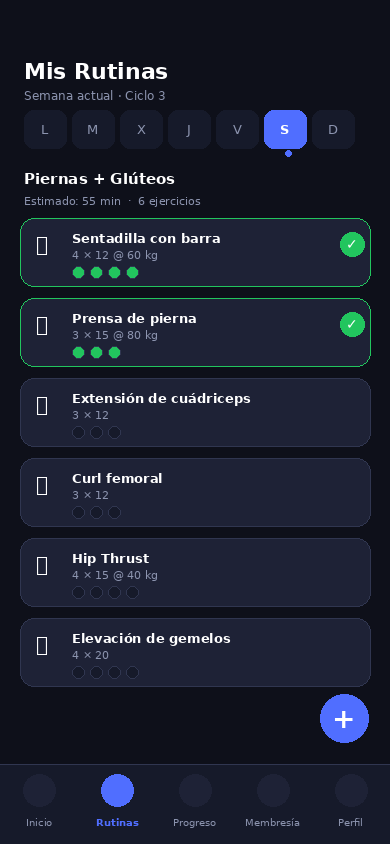 Mis Rutinas
Semana actual · Ciclo 3
L M X J V S D
Piernas + Glúteos
Estimado: 55 min · 6 ejercicios
Sentadilla con barra
4 × 12 @ 60 kg
✓
Prensa de pierna
3 × 15 @ 80 kg
✓
Extensión de cuádriceps
3 × 12
Curl femoral
3 × 12
Hip Thrust
4 × 15 @ 40 kg
Elevación de gemelos
4 × 20
+
Inicio Rutinas Progreso Membresía Perfil